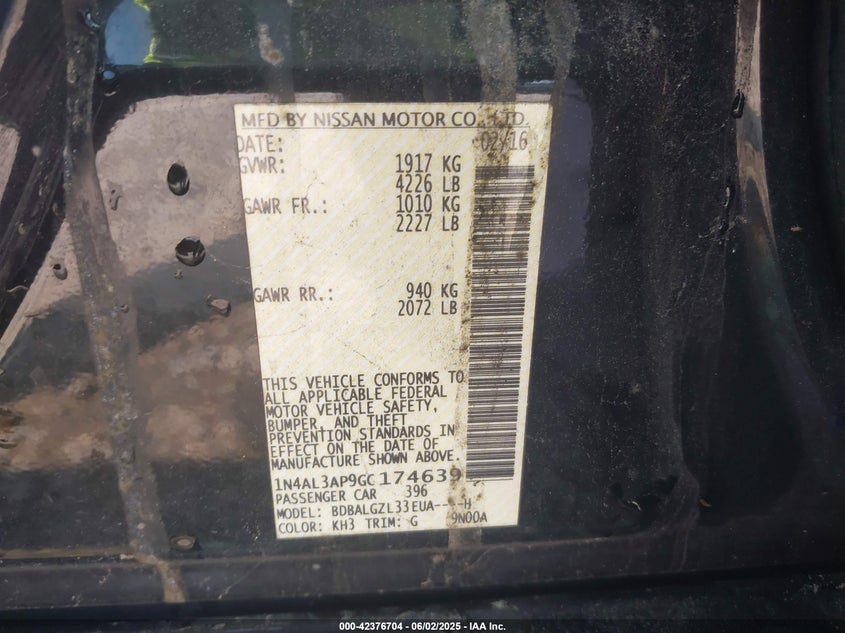 MFD BY NISSAN MOTOR CO., LTD.
DATE: 02/16
GVWR: 1917 KG
4226 LB
GAWR FR.: 1010 KG
2227 LB
GAWR RR.: 940 KG
2072 LB
THIS VEHICLE CONFORMS TO
ALL APPLICABLE FEDERAL
MOTOR VEHICLE SAFETY,
BUMPER, AND THEFT
PREVENTION STANDARDS IN
EFFECT ON THE DATE OF
MANUFACTURE SHOWN ABOVE.
1N4AL3AP9GC174639
PASSENGER CAR 396
MODEL: BDBALGZL33EUA----H
COLOR: KH3 TRIM: G 9N00A
000-42376704 - 06/02/2025 - IAA Inc.